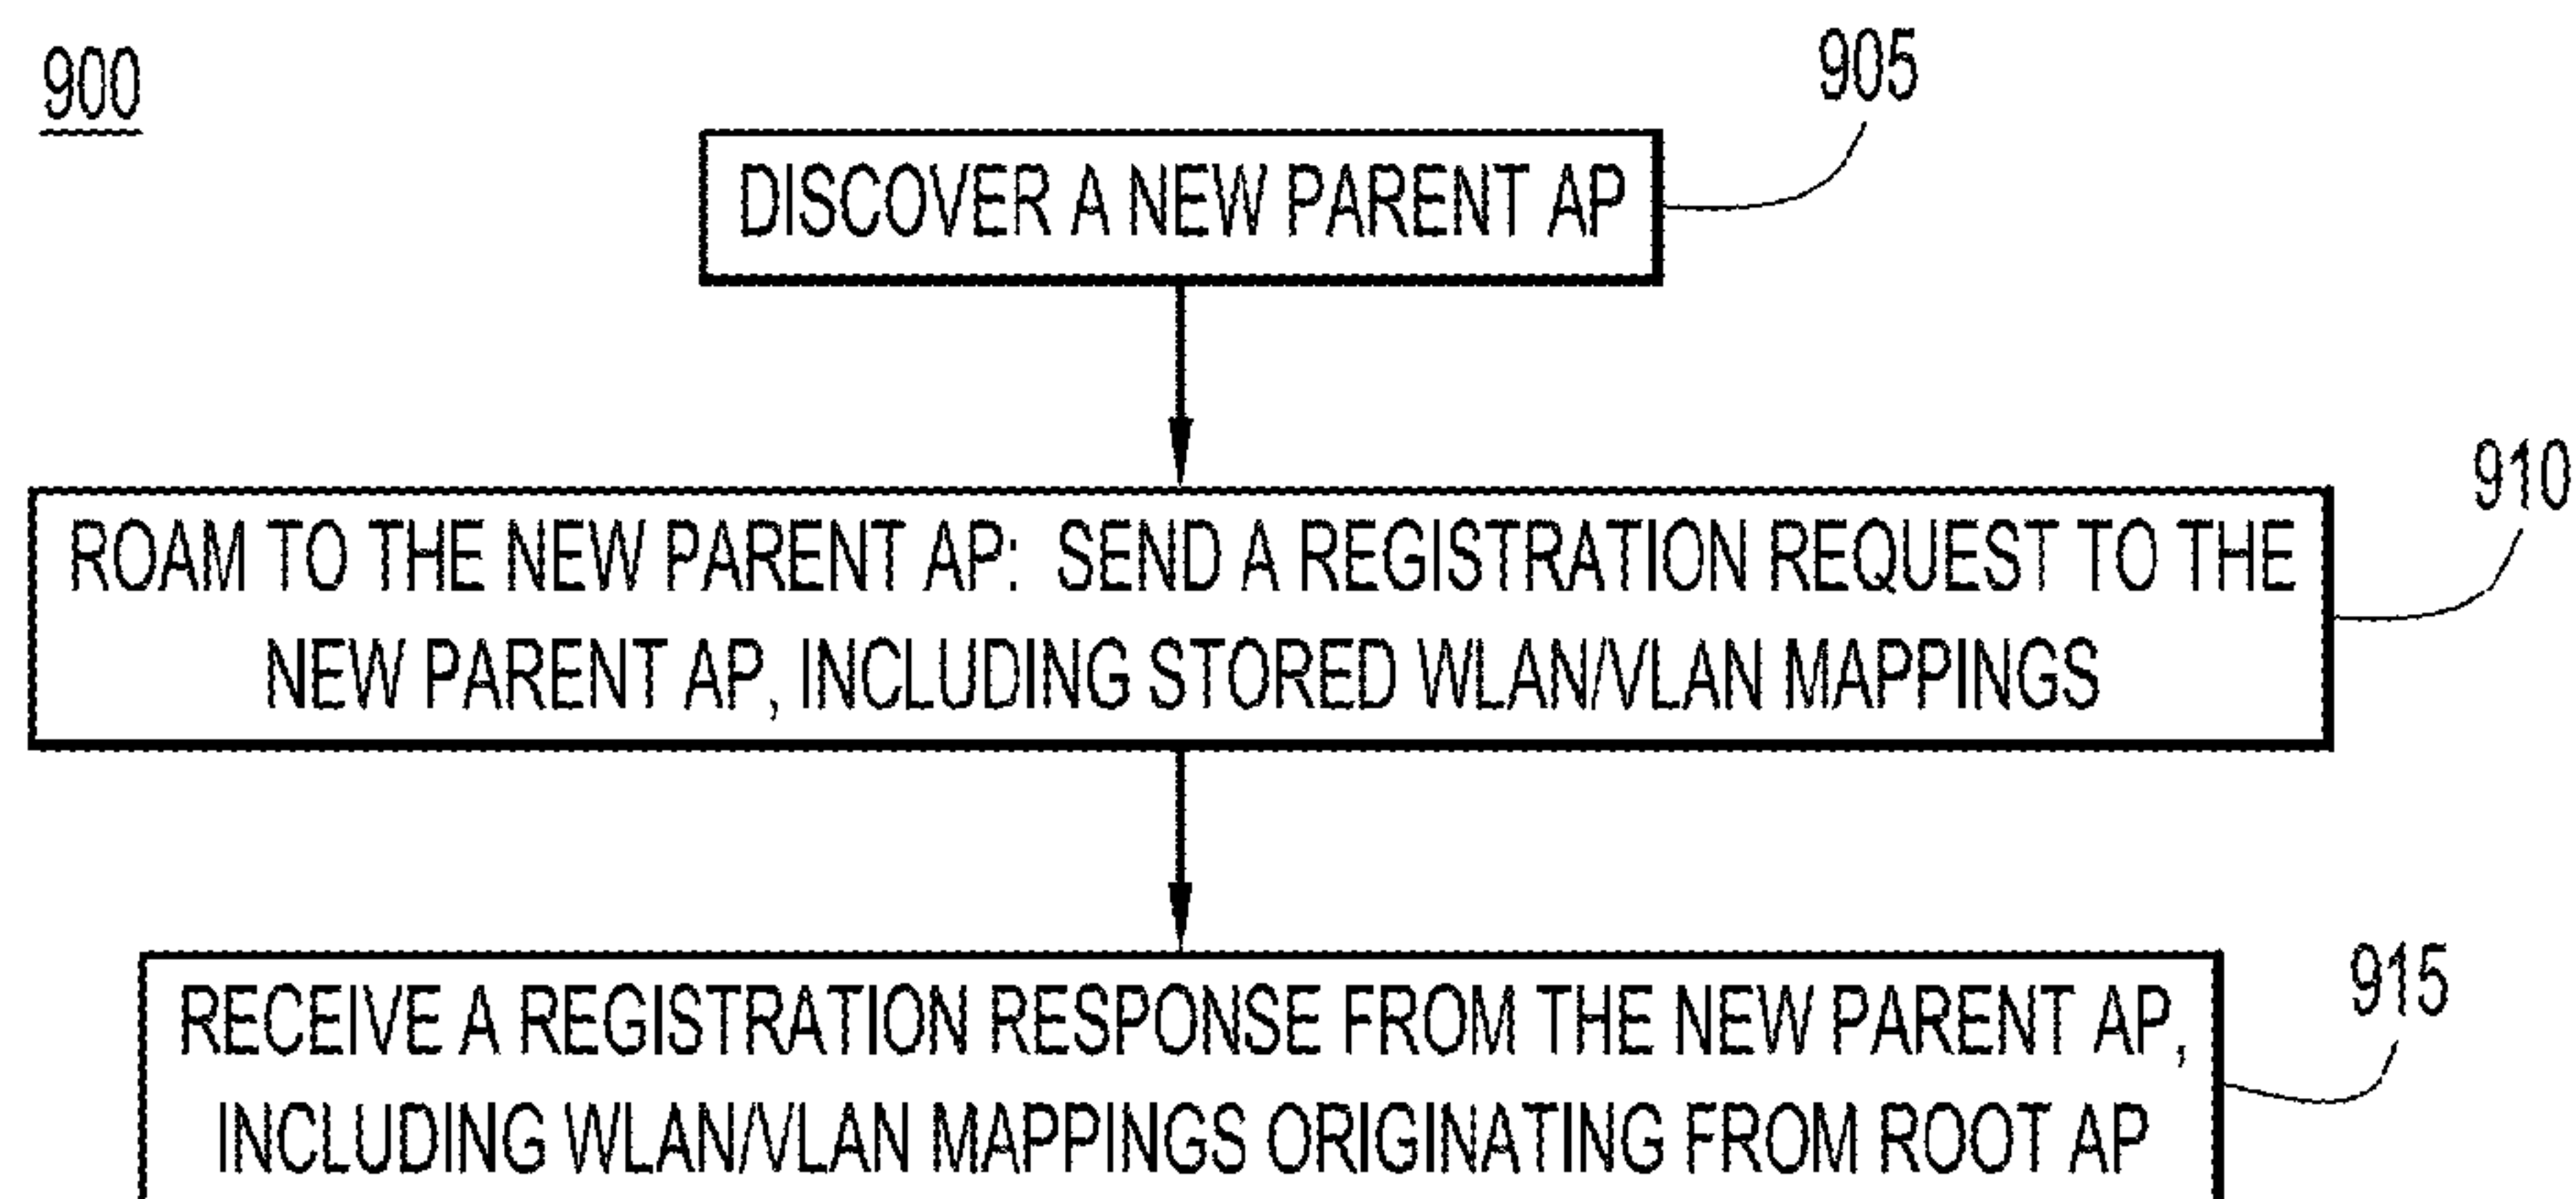 900
905
DISCOVER A NEW PARENT AP
910
ROAM TO THE NEW PARENT AP: SEND A REGISTRATION REQUEST TO THE
NEW PARENT AP, INCLUDING STORED WLAN/VLAN MAPPINGS
915
RECEIVE A REGISTRATION RESPONSE FROM THE NEW PARENT AP,
INCLUDING WLAN/VLAN MAPPINGS ORIGINATING FROM ROOT AP